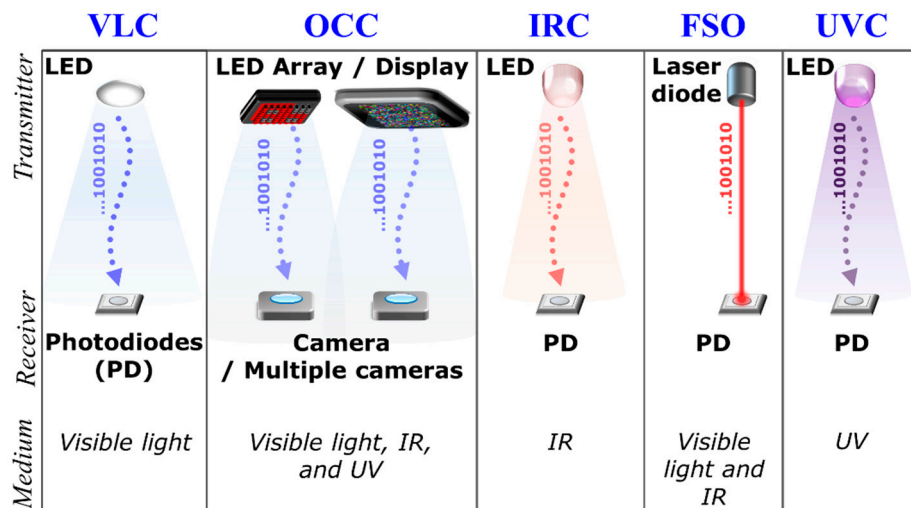 VLC
OCC
IRC
FSO
UVC
Transmitter
LED
...1001010
LED Array / Display
...1001010
...1001010
LED
...1001010
Laser
diode
...1001010
LED
...1001010
Receiver
Photodiodes
(PD)
Camera
/ Multiple cameras
PD
PD
PD
Medium
Visible light
Visible light, IR,
and UV
IR
Visible
light and
IR
UV